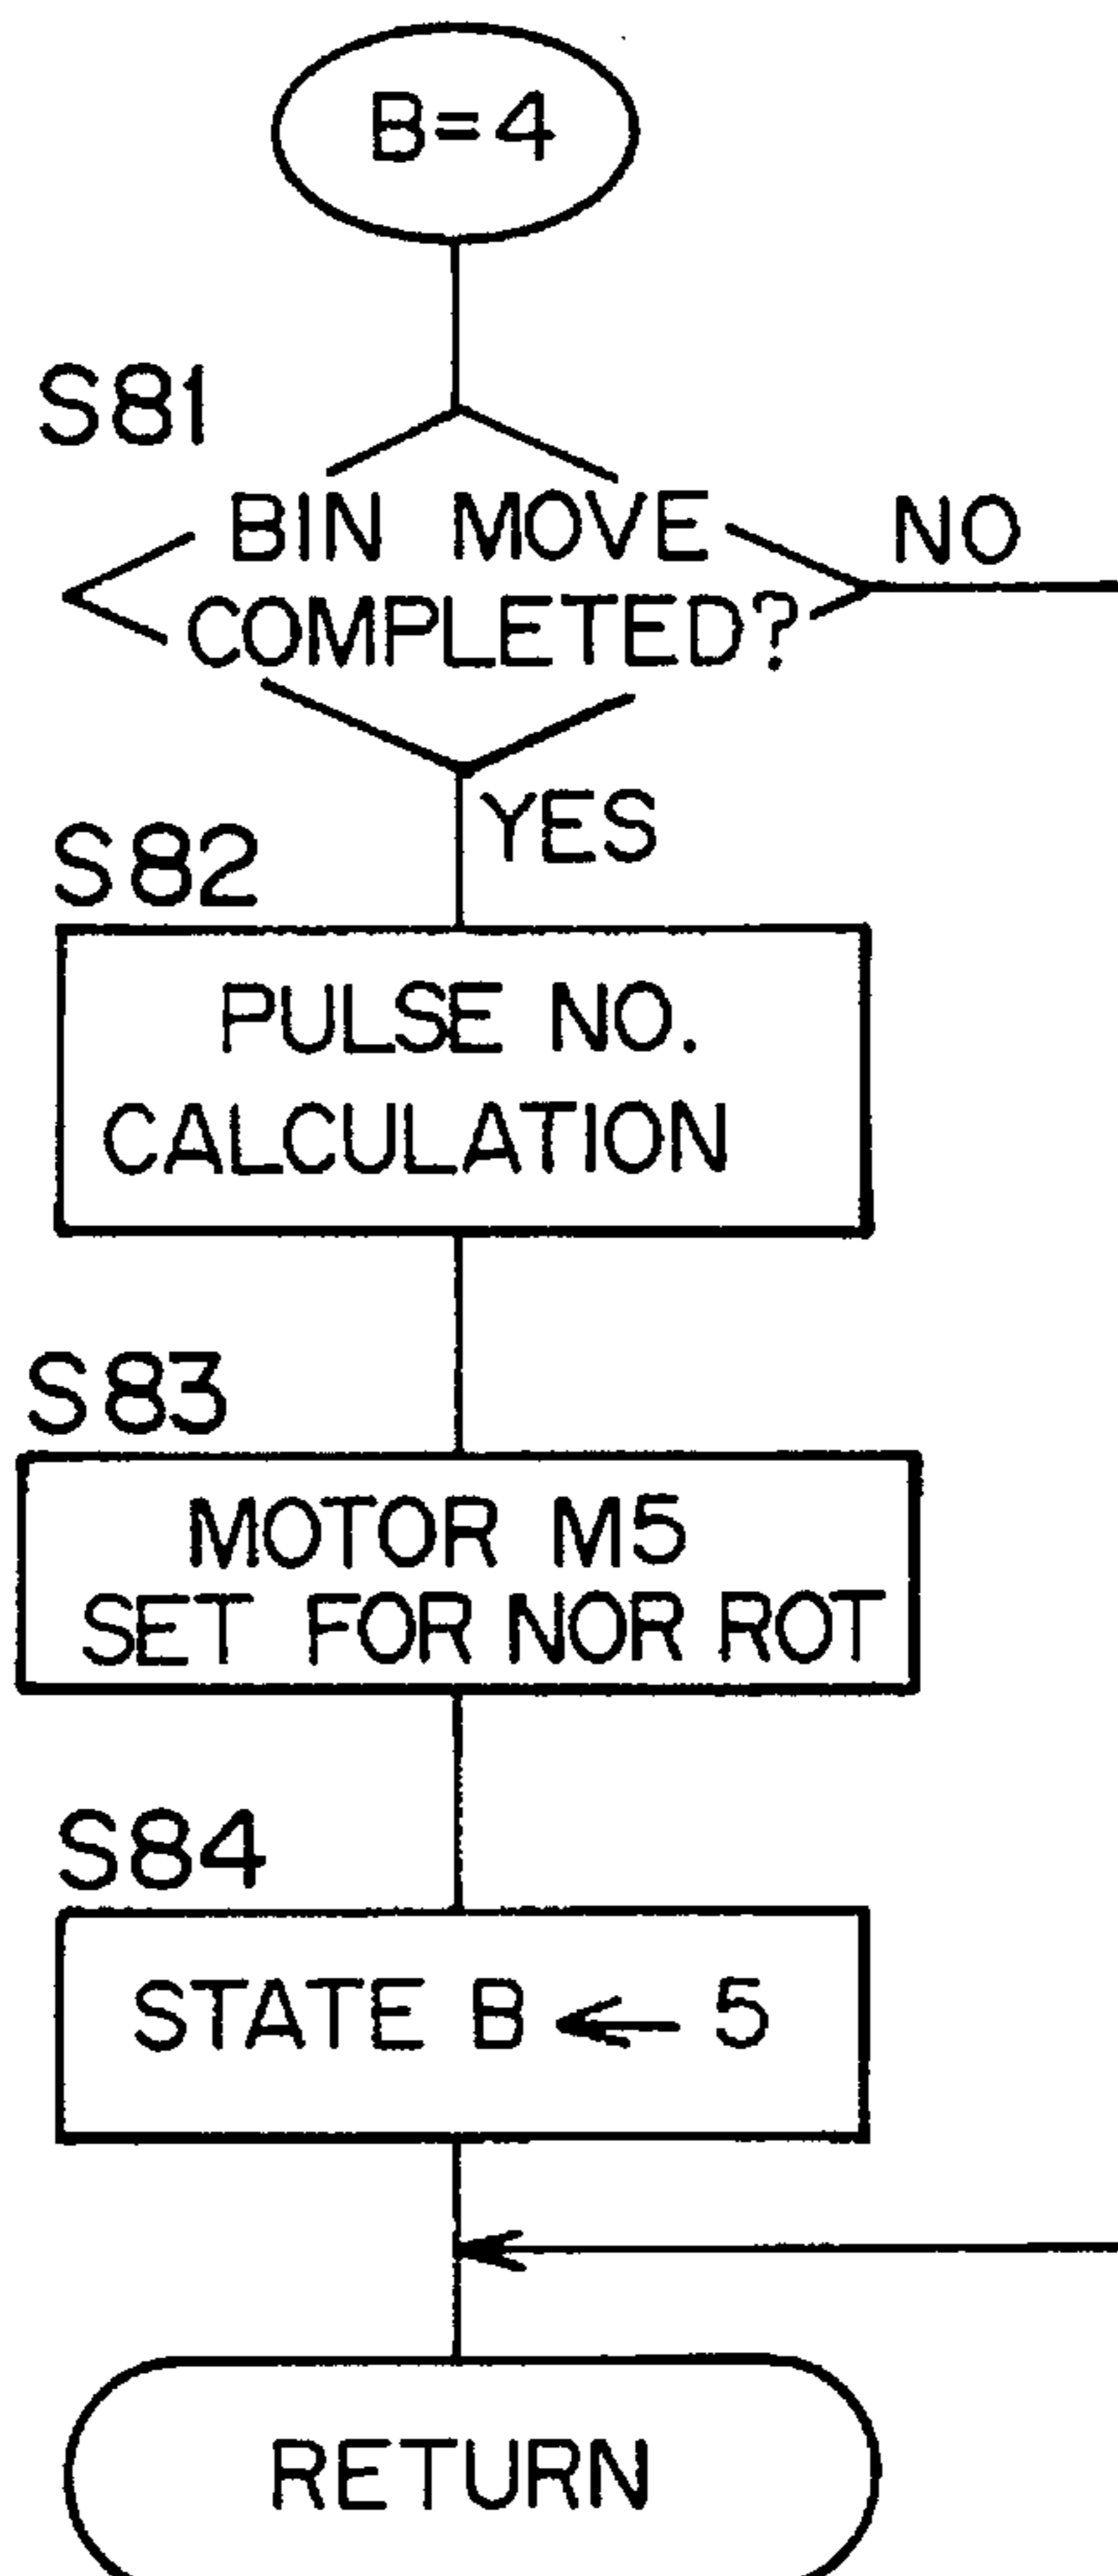 B=4
S81
BIN MOVE
COMPLETED?
NO
YES
S82
PULSE NO.
CALCULATION
S83
MOTOR M5
SET FOR NOR ROT
S84
STATE B ← 5
RETURN